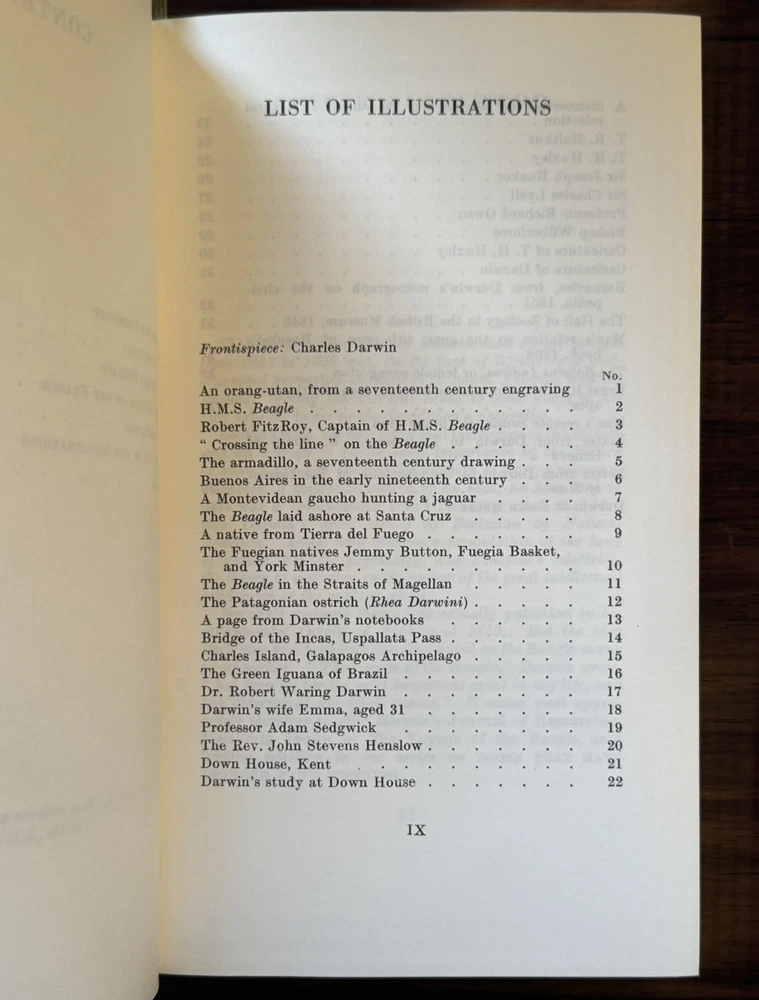 LIST OF ILLUSTRATIONS
Frontispiece: Charles Darwin
No.
An orang-utan, from a seventeenth century engraving 1
H.M.S. Beagle . . . . . . . . . . . . 2
Robert FitzRoy, Captain of H.M.S. Beagle . . . . 3
“ Crossing the line ” on the Beagle . . . . . . 4
The armadillo, a seventeenth century drawing . . . 5
Buenos Aires in the early nineteenth century . . . 6
A Montevidean gaucho hunting a jaguar . . . . 7
The Beagle laid ashore at Santa Cruz . . . . . 8
A native from Tierra del Fuego . . . . . . . 9
The Fuegian natives Jemmy Button, Fuegia Basket,
and York Minster . . . . . . . . . . 10
The Beagle in the Straits of Magellan . . . . . 11
The Patagonian ostrich (Rhea Darwini) . . . . . 12
A page from Darwin’s notebooks . . . . . . 13
Bridge of the Incas, Uspallata Pass . . . . . . 14
Charles Island, Galapagos Archipelago . . . . . 15
The Green Iguana of Brazil . . . . . . . 16
Dr. Robert Waring Darwin . . . . . . . 17
Darwin’s wife Emma, aged 31 . . . . . . . 18
Professor Adam Sedgwick . . . . . . . 19
The Rev. John Stevens Henslow . . . . . . . 20
Down House, Kent . . . . . . . . . 21
Darwin’s study at Down House . . . . . . . 22
IX